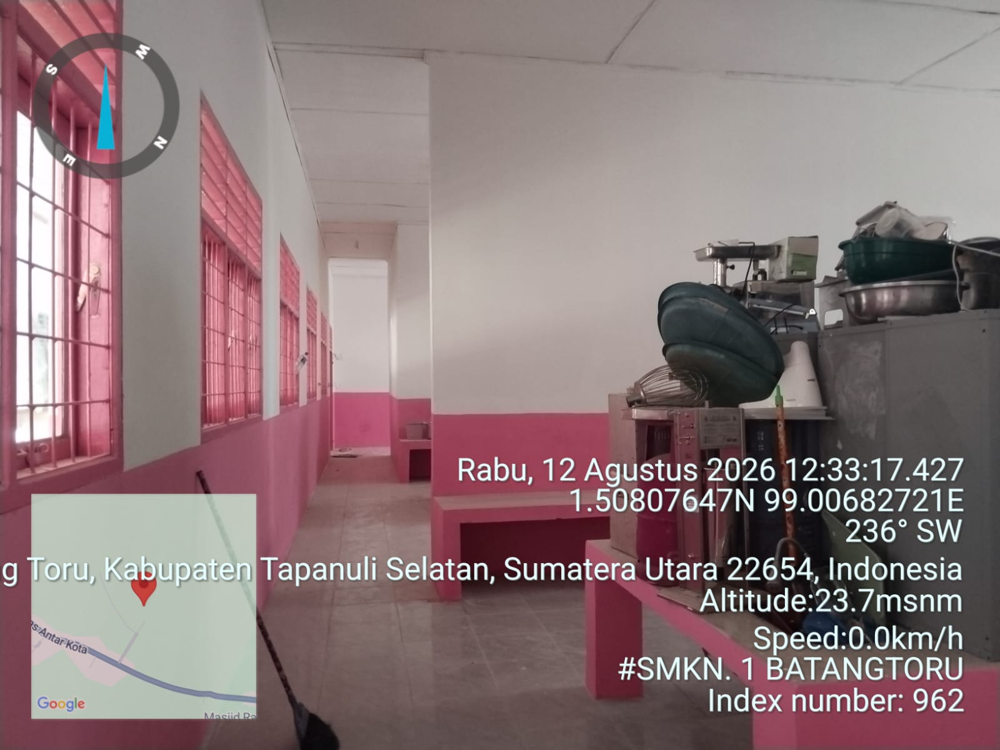 W
S
N
E
Rabu, 12 Agustus 2026 12:33:17.427
1.50807647N 99.00682721E
236° SW
g Toru, Kabupaten Tapanuli Selatan, Sumatera Utara 22654, Indonesia
Altitude:23.7msnm
Speed:0.0km/h
#SMKN. 1 BATANGTORU
Index number: 962
as Antar Kota
Google
Masjid Ra